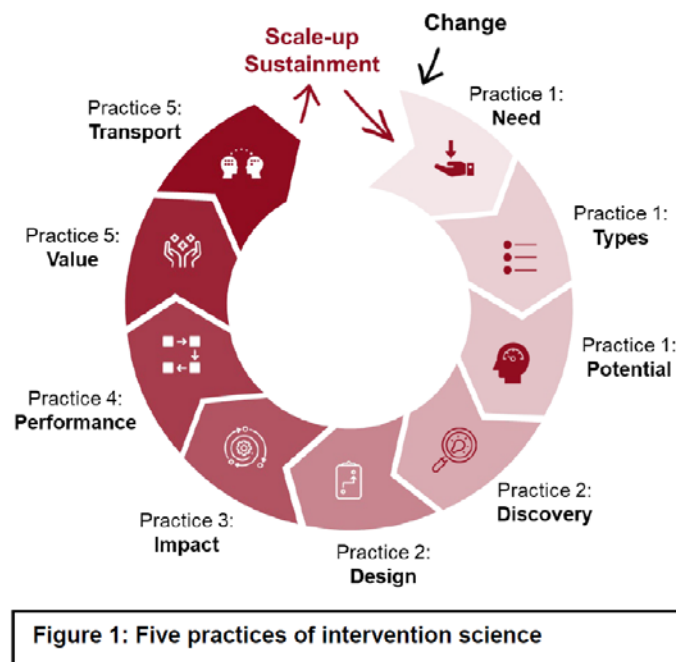 Scale-up
Sustainment
Change
Practice 1:
Need
Practice 1:
Types
Practice 1:
Potential
Practice 2:
Discovery
Practice 2:
Design
Practice 3:
Impact
Practice 4:
Performance
Practice 5:
Value
Practice 5:
Transport
Figure 1: Five practices of intervention science